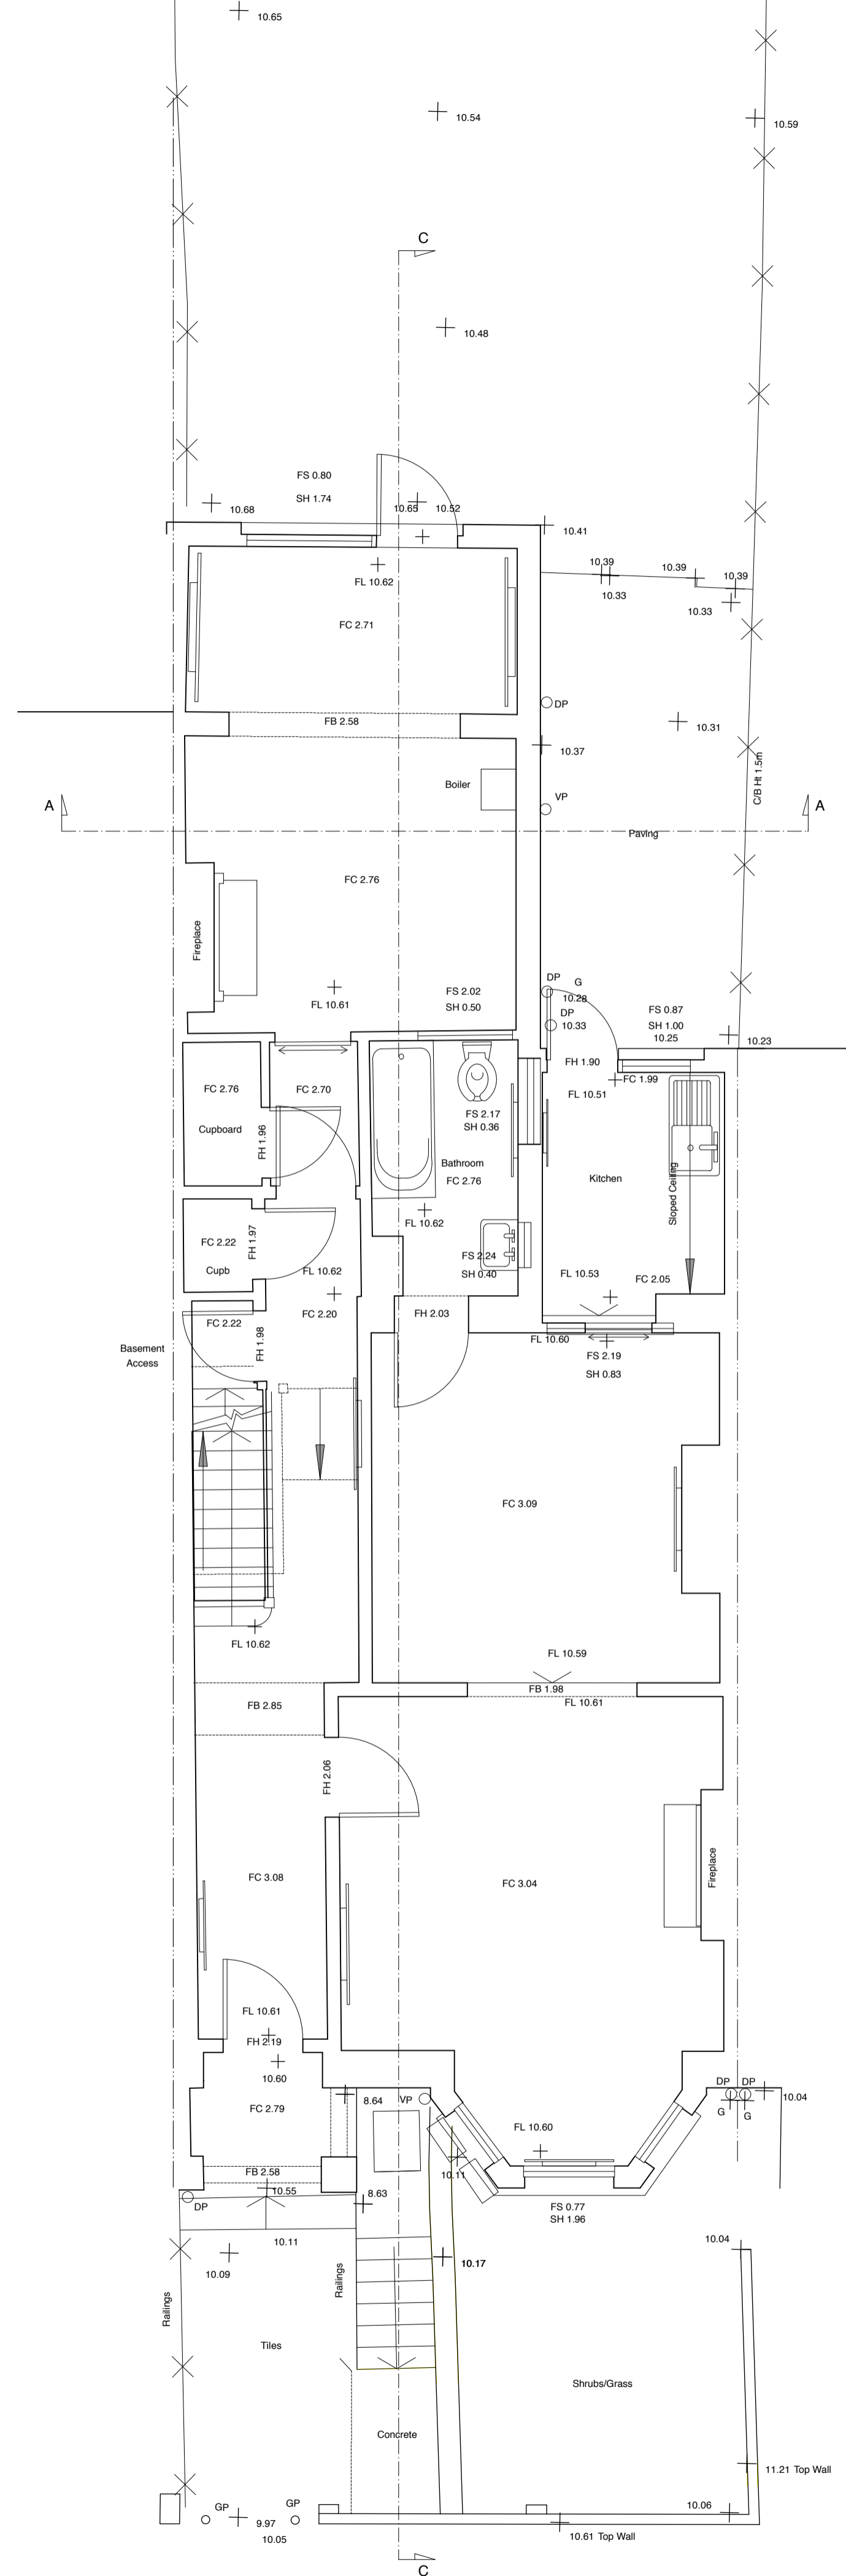 10.65
10.54
10.59
C
10.48
FS 0.80
SH 1.74
10.68
10.65
10.52
10.41
FL 10.62
10.39
10.39
10.39
10.33
10.33
FC 2.71
DP
FB 2.58
10.31
10.37
C/B Ht 1.5m
Boiler
VP
A
A
Paving
FC 2.76
Fireplace
FL 10.61
FS 2.02
SH 0.50
DP
G
10.28
DP
10.33
FS 0.87
SH 1.00
10.25
10.23
FH 1.90
FC 1.99
FL 10.51
FC 2.76
FC 2.70
Cupboard
FH 1.96
FS 2.17
SH 0.36
Bathroom
FC 2.76
Kitchen
Sloped Ceiling
FL 10.62
FC 2.22
FH 1.97
Cupb
FL 10.62
FS 2.24
SH 0.40
FL 10.53
FC 2.05
FC 2.20
FH 2.03
FC 2.22
FH 1.98
Basement
Access
FL 10.60
FS 2.19
SH 0.83
FC 3.09
FL 10.62
FL 10.59
FB 1.98
FL 10.61
FB 2.85
FH 2.06
FC 3.08
FC 3.04
Fireplace
FL 10.61
FH 2.19
10.60
FC 2.79
8.64
VP
DP
DP
10.04
G
G
FL 10.60
FB 2.58
10.11
10.55
8.63
DP
FS 0.77
SH 1.96
10.11
10.09
10.17
10.04
Railings
Railings
Tiles
Shrubs/Grass
Concrete
11.21 Top Wall
GP
GP
9.97
10.05
10.06
10.61 Top Wall
C